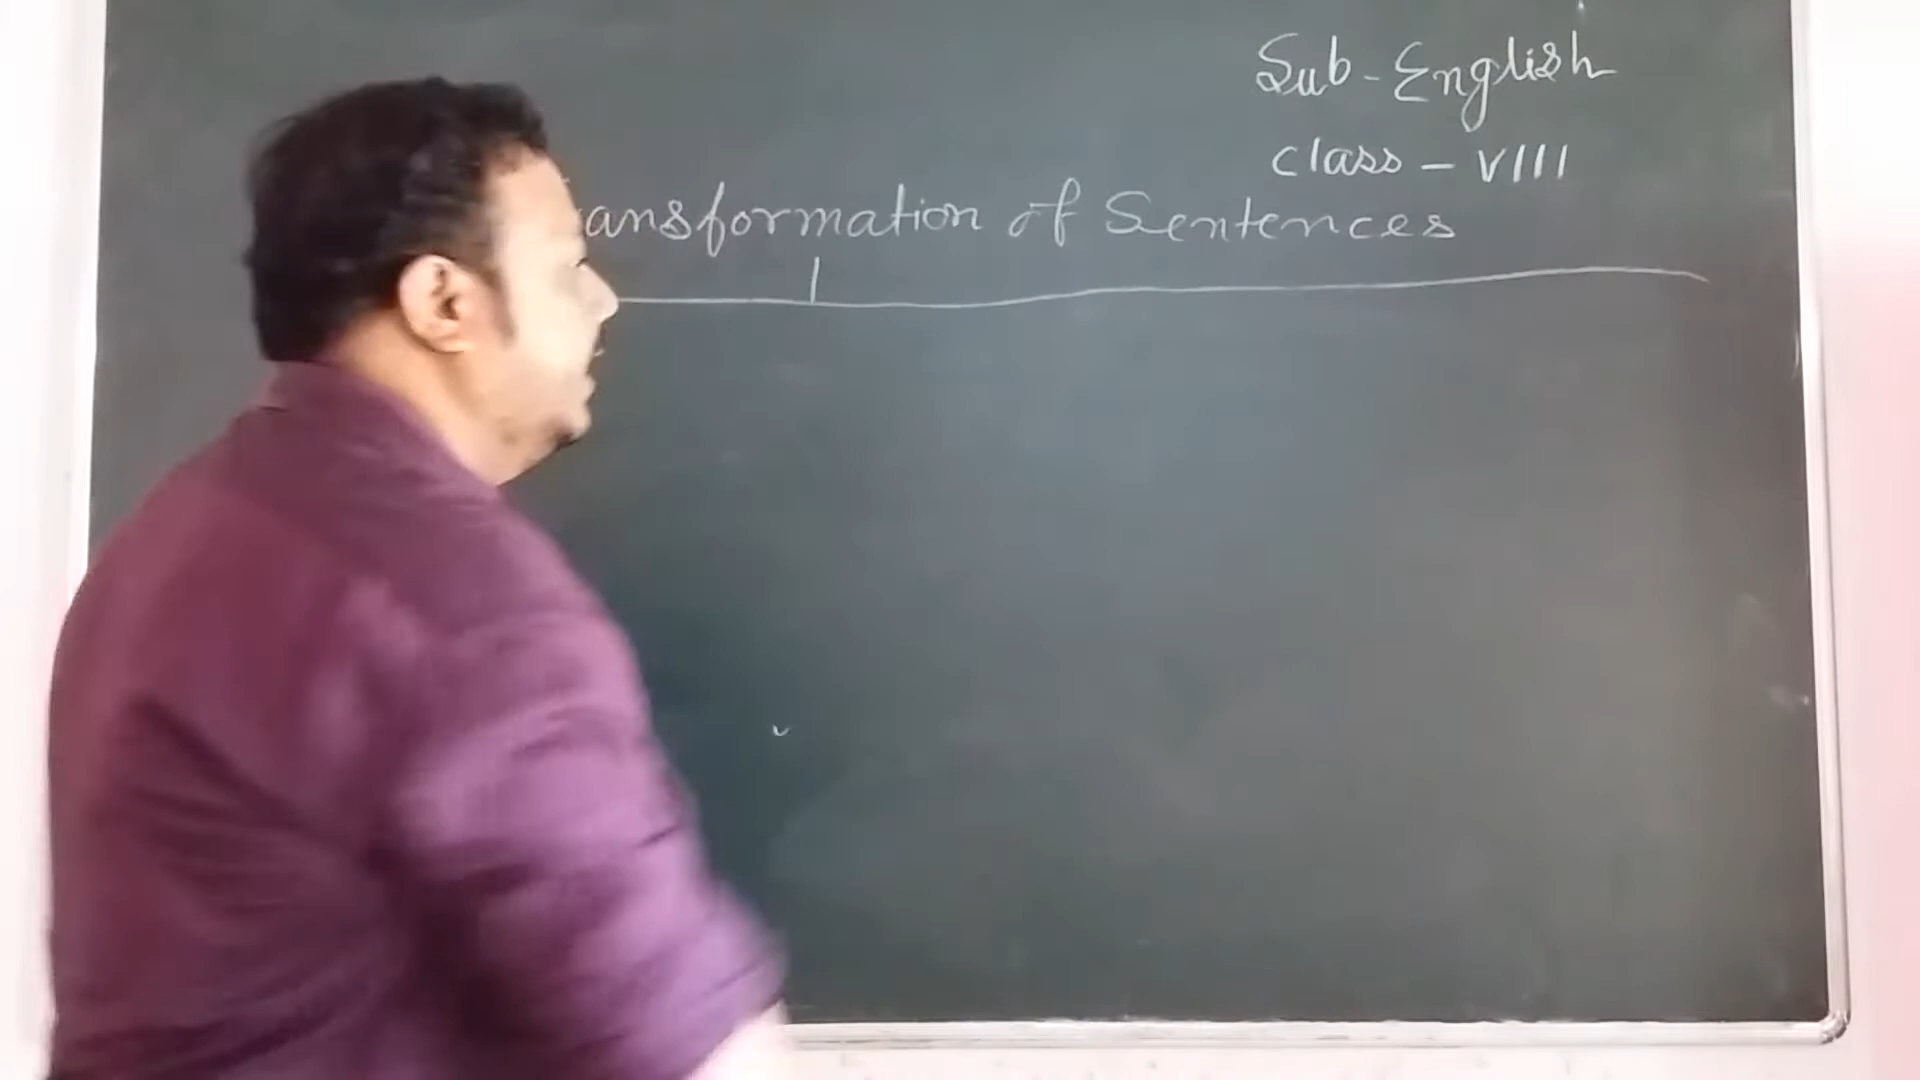 Sub - English
Class - VIII
ansformation of Sentences